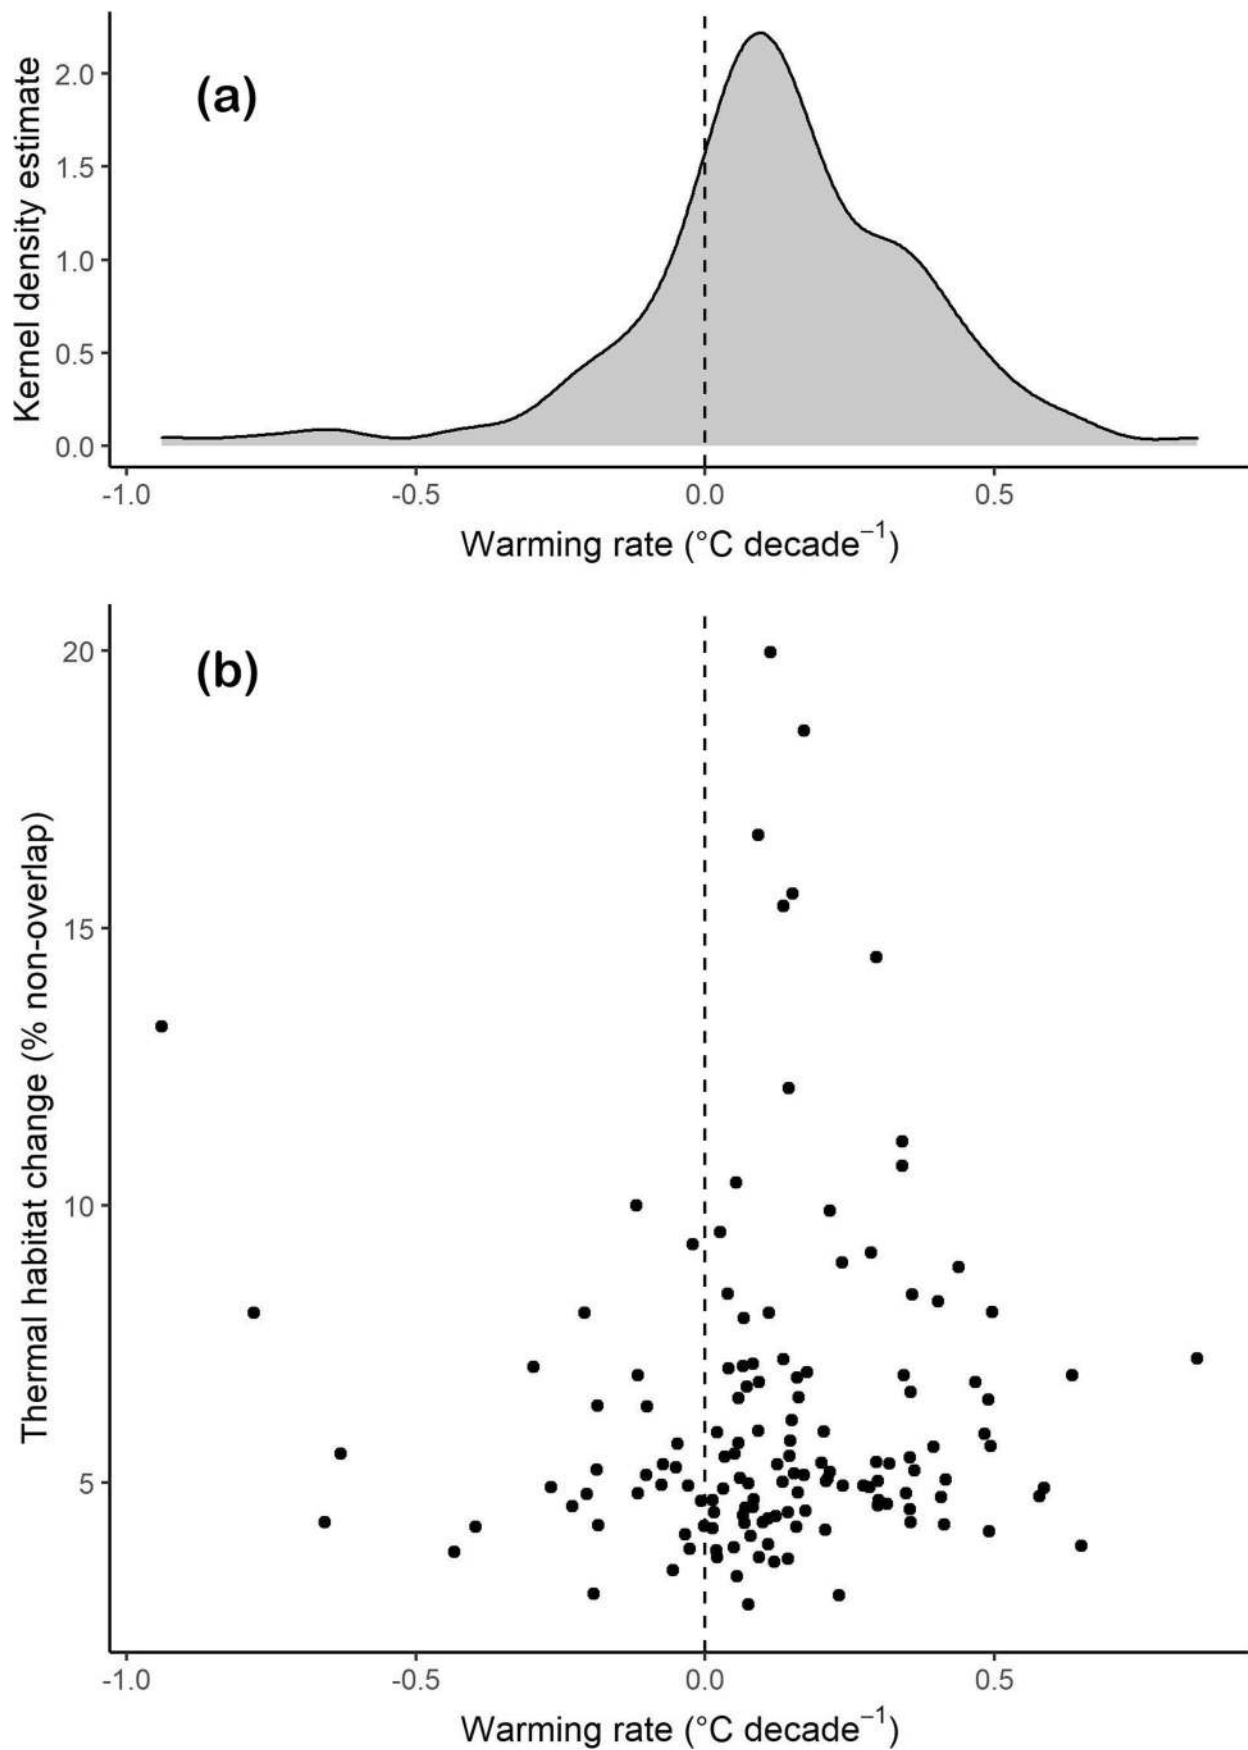 (a)
Kernel density estimate
2.0
1.5
1.0
0.5
0.0
-1.0 -0.5 0.0 0.5
Warming rate (°C decade⁻¹)
(b)
Thermal habitat change (% non-overlap)
20
15
10
5
-1.0 -0.5 0.0 0.5
Warming rate (°C decade⁻¹)